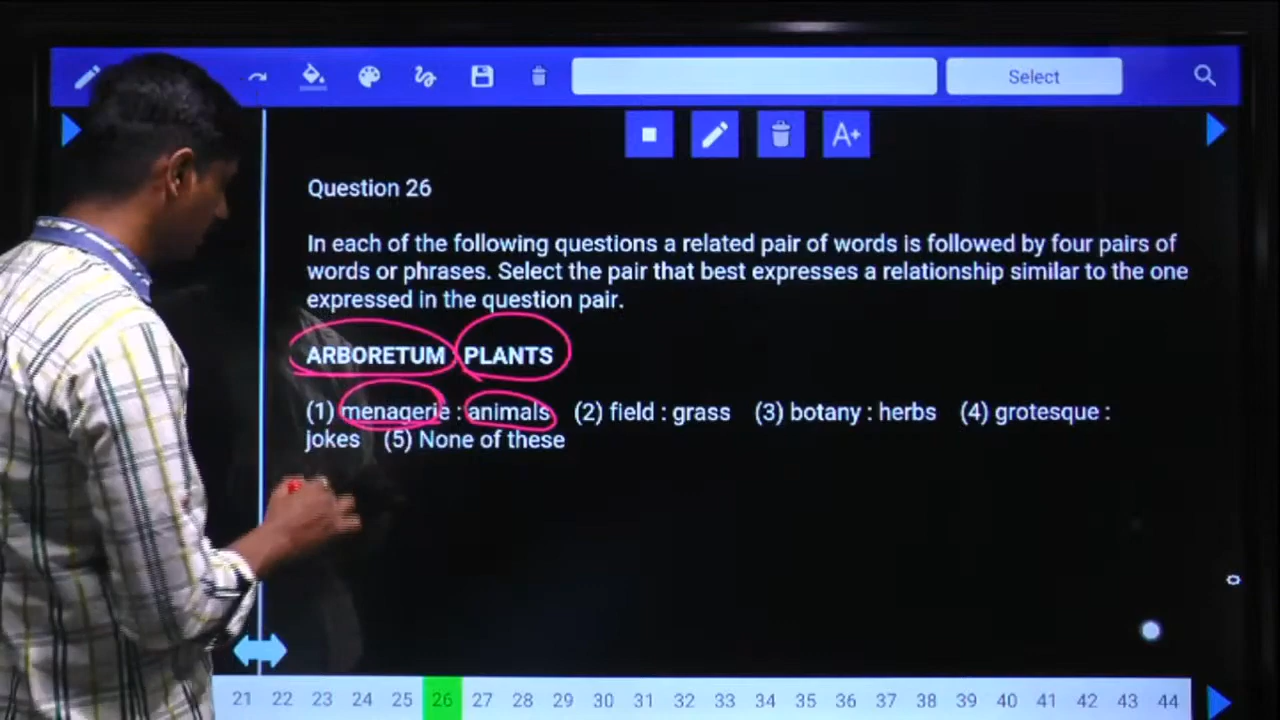 Select
A+
Question 26
In each of the following questions a related pair of words is followed by four pairs of
words or phrases. Select the pair that best expresses a relationship similar to the one
expressed in the question pair.
ARBORETUM PLANTS
(1) menagerie : animals (2) field : grass (3) botany : herbs (4) grotesque :
jokes (5) None of these
21 22 23 24 25 26 27 28 29 30 31 32 33 34 35 36 37 38 39 40 41 42 43 44